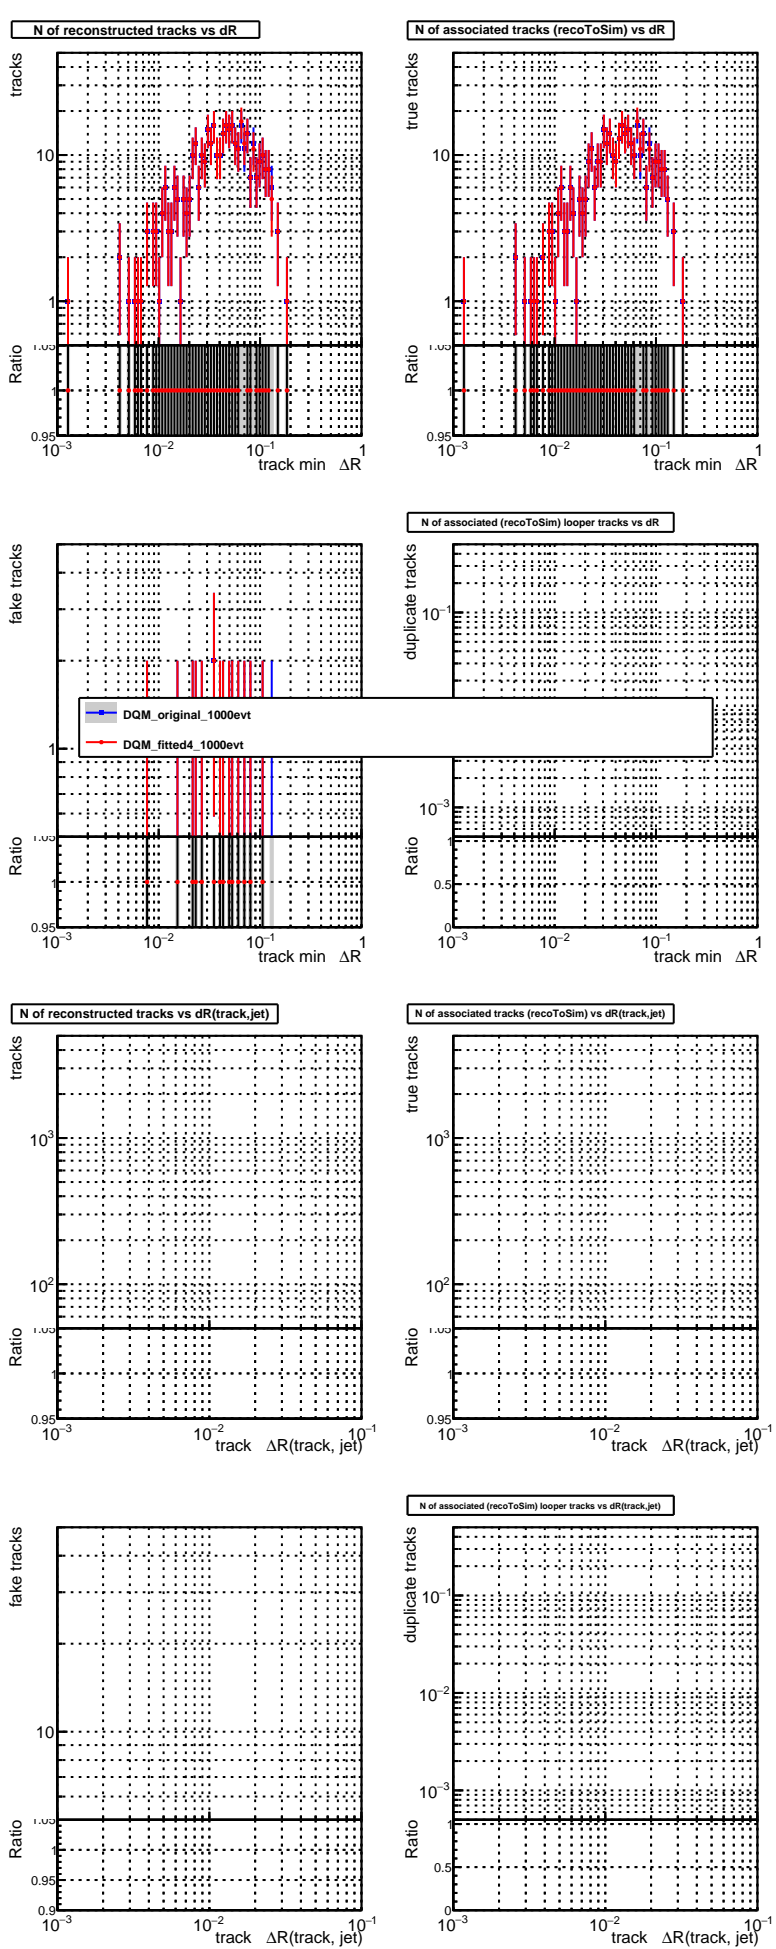 N of reconstructed tracks vs dR
tracks
10
1
Ratio
1.05
1
0.95
10−3
10−2
10−1
1
track min ΔR
N of associated tracks (recoToSim) vs dR
true tracks
10
1
Ratio
1.05
1
0.95
10−3
10−2
10−1
1
track min ΔR
fake tracks
1
Ratio
1.05
1
0.95
10−3
10−2
10−1
1
track min ΔR
N of associated (recoToSim) looper tracks vs dR
duplicate tracks
10−1
10−3
Ratio
1
0.5
0
10−3
10−2
10−1
1
track min ΔR
DQM_original_1000evt
DQM_fitted4_1000evt
N of reconstructed tracks vs dR(track,jet)
tracks
10³
10²
Ratio
1.05
1
0.95
10−3
10−2
10−1
track ΔR(track, jet)
N of associated tracks (recoToSim) vs dR(track,jet)
true tracks
10³
10²
Ratio
1.05
1
0.95
10−3
10−2
10−1
track ΔR(track, jet)
fake tracks
10
Ratio
1.05
1
0.95
0.9
10−3
10−2
10−1
track ΔR(track, jet)
N of associated (recoToSim) looper tracks vs dR(track,jet)
duplicate tracks
10−1
10−2
10−3
Ratio
1
0.5
0
10−3
10−2
10−1
track ΔR(track, jet)